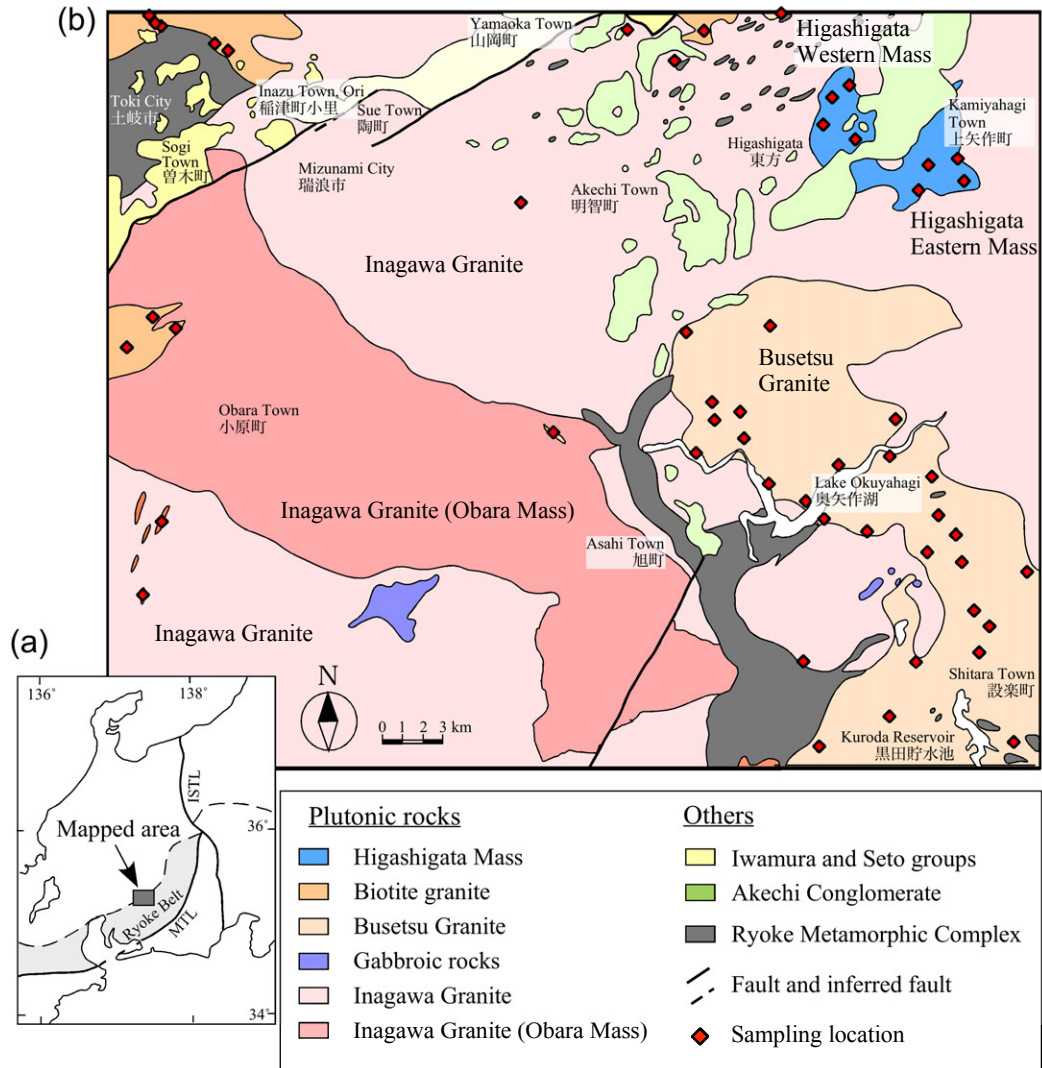 (b)
Yamaoka Town
山岡町
Higashigata
Western Mass
Toki City
土岐市
Inazu Town, Ori
稲津町小里
Sue Town
陶町
Kamiyahagi
Town
上矢作町
Sogi
Town
曽木町
Mizunami City
瑞浪市
Higashigata
東方
Akechi Town
明智町
Higashigata
Eastern Mass
Inagawa Granite
Busetsu
Granite
Obara Town
小原町
Inagawa Granite (Obara Mass)
Lake Okuyahagi
奥矢作湖
Asahi Town
旭町
Inagawa Granite
Shitara Town
設楽町
Kuroda Reservoir
黒田貯水池
N
0 1 2 3 km
(a)
136°
138°
ISTL
36°
Mapped area
Ryoke Belt
MTL
34°
Plutonic rocks
Higashigata Mass
Biotite granite
Busetsu Granite
Gabbroic rocks
Inagawa Granite
Inagawa Granite (Obara Mass)
Others
Iwamura and Seto groups
Akechi Conglomerate
Ryoke Metamorphic Complex
Fault and inferred fault
Sampling location